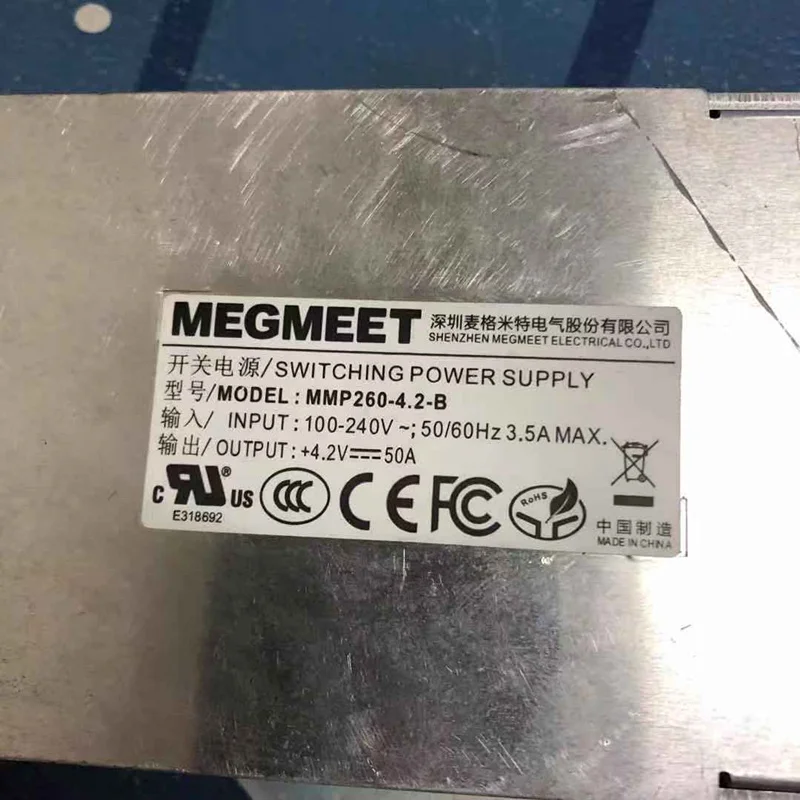 MEGMEET 深圳麦格米特电气股份有限公司
SHENZHEN MEGMEET ELECTRICAL CO.,LTD
开关电源/SWITCHING POWER SUPPLY
型号/MODEL : MMP260-4.2-B
输入/ INPUT : 100-240V ~; 50/60Hz 3.5A MAX.
输出/ OUTPUT : +4.2V⎓50A
c RU ® US CCC CE FC RoHS
E318692
中国制造
MADE IN CHINA